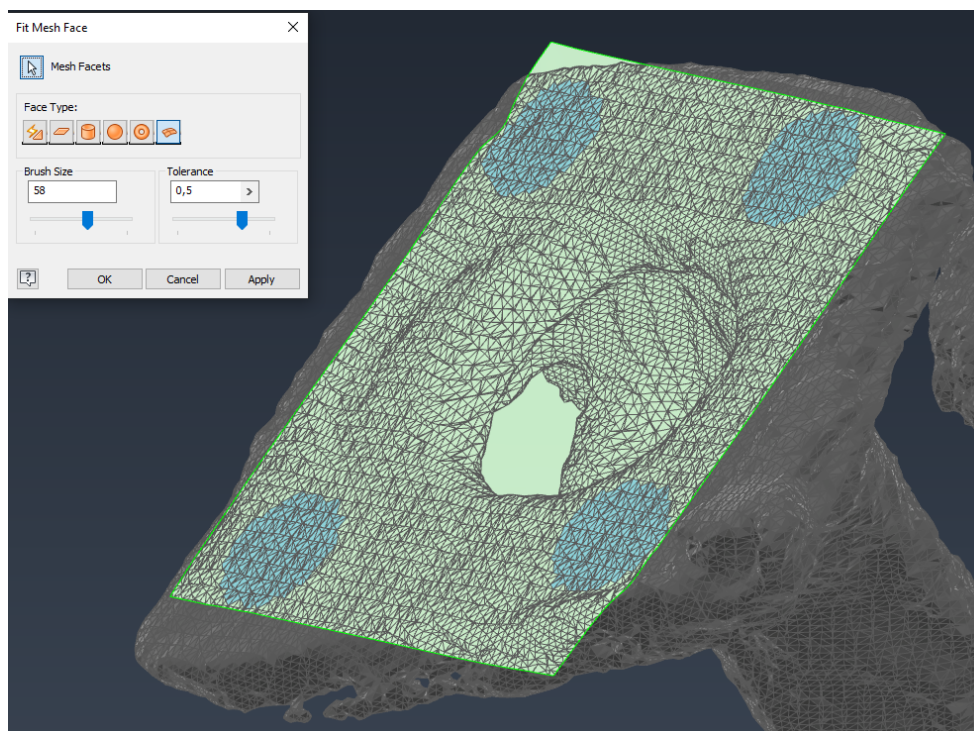 Fit Mesh Face
Mesh Facets
Face Type:
Brush Size
Tolerance
58
0,5
OK
Cancel
Apply